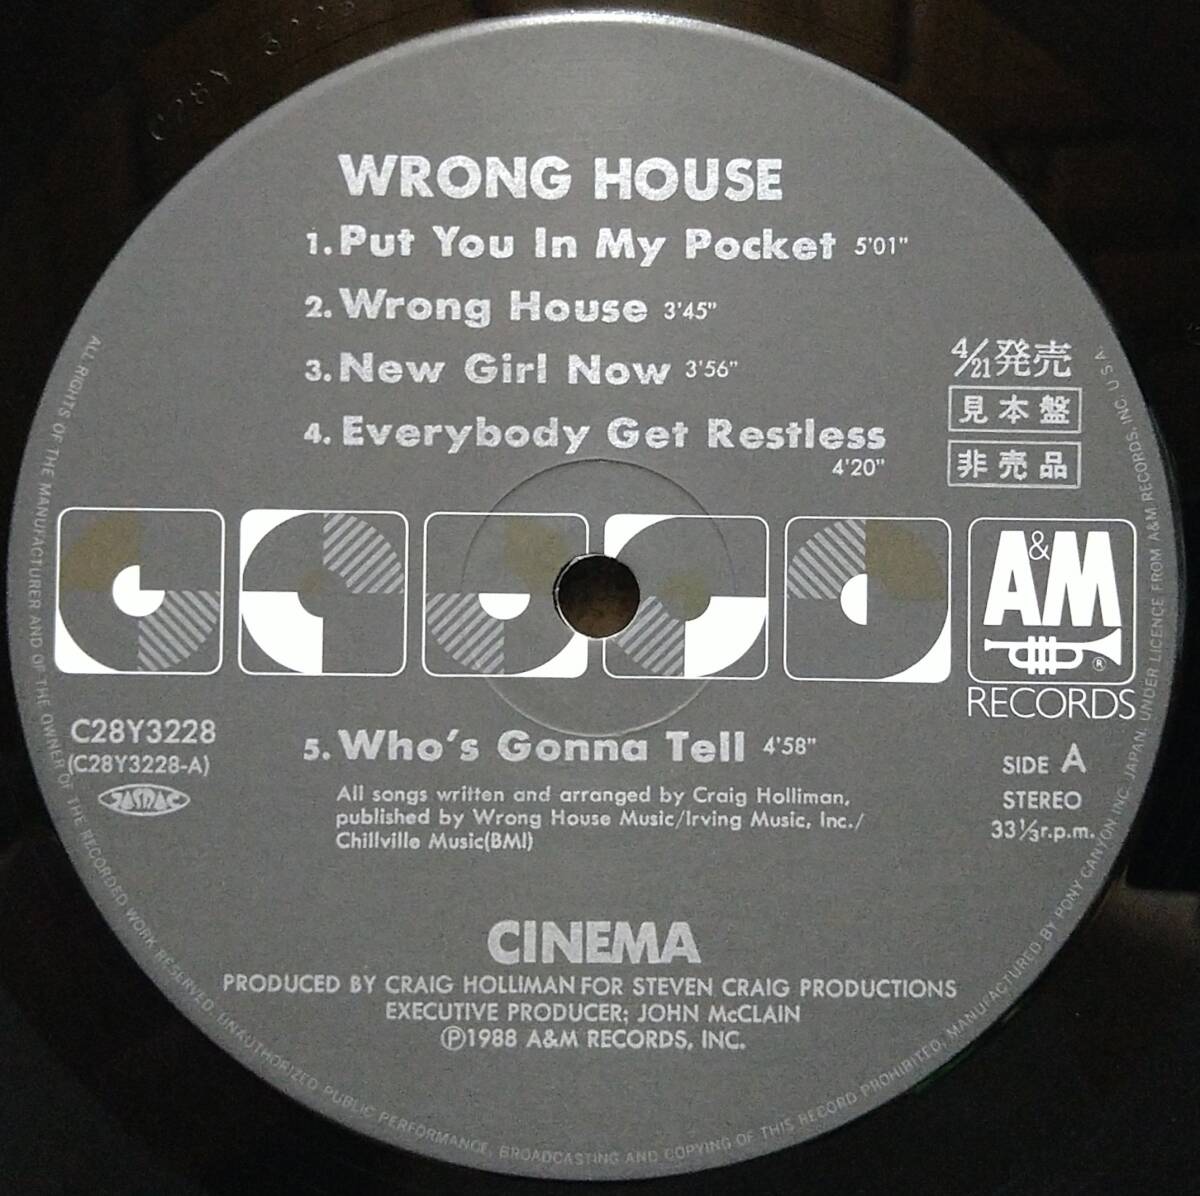 WRONG HOUSE
1. Put You In My Pocket 5'01"
2. Wrong House 3'45"
3. New Girl Now 3'56"
4. Everybody Get Restless
4'20"
4/21発売
見本盤
非売品
A&M
®
RECORDS
C28Y3228
(C28Y3228-A)
JASRAC
5. Who's Gonna Tell 4'58"
All songs written and arranged by Craig Holliman,
published by Wrong House Music/Irving Music, Inc./
Chillville Music(BMI)
SIDE A
STEREO
33 1/3 r.p.m.
CINEMA
PRODUCED BY CRAIG HOLLIMAN FOR STEVEN CRAIG PRODUCTIONS
EXECUTIVE PRODUCER; JOHN McCLAIN
℗1988 A&M RECORDS, INC.
ALL RIGHTS OF THE MANUFACTURER AND OF THE OWNER OF THE RECORDED WORK RESERVED. UNAUTHORIZED PUBLIC PERFORMANCE, BROADCASTING AND COPYING OF THIS RECORD PROHIBITED. MANUFACTURED BY PONY CANYON INC. JAPAN. UNDER LICENCE FROM A&M RECORDS, INC. U.S.A.